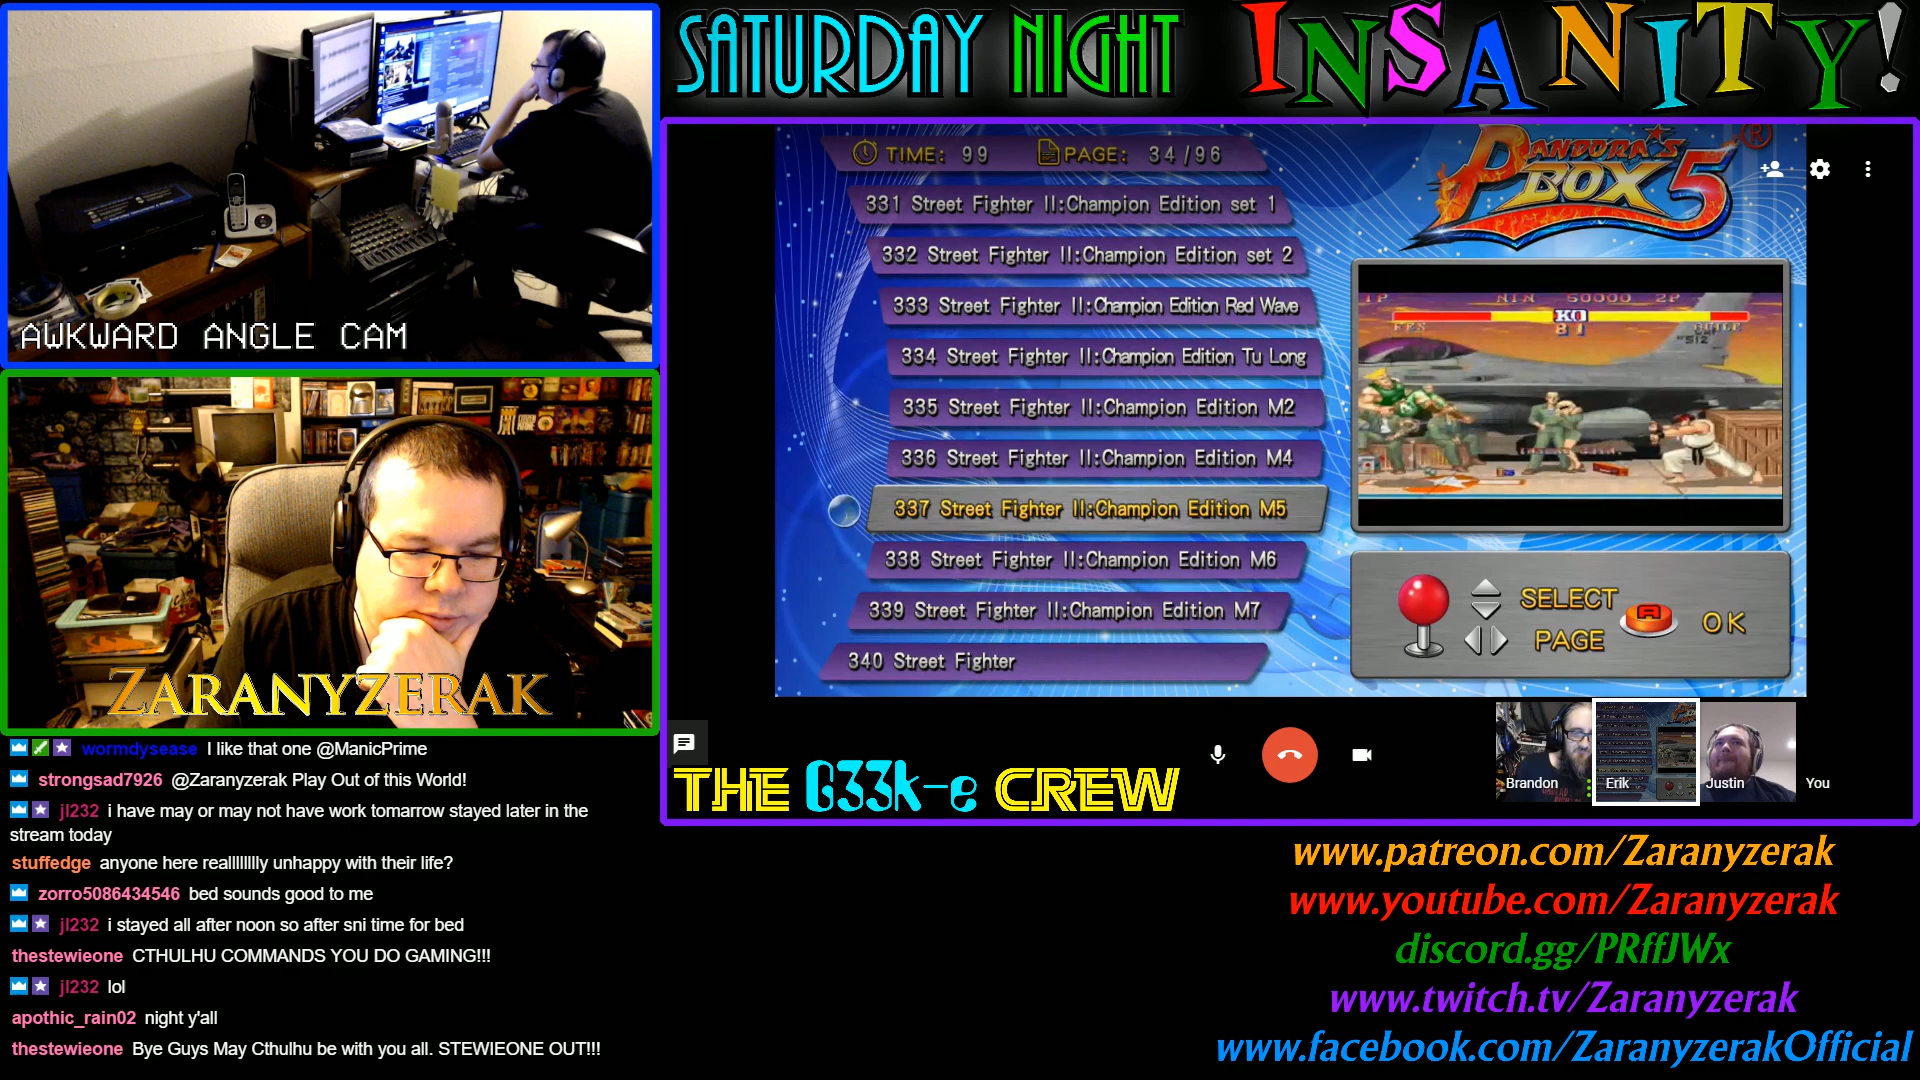 SATURDAY NIGHT INSANITY!
AWKWARD ANGLE CAM
ZARANYZERAK
TIME: 99 PAGE: 34/96
331 Street Fighter II:Champion Edition set 1
332 Street Fighter II:Champion Edition set 2
333 Street Fighter II:Champion Edition Red Wave
334 Street Fighter II:Champion Edition Tu Long
335 Street Fighter II:Champion Edition M2
336 Street Fighter II:Champion Edition M4
337 Street Fighter II:Champion Edition M5
338 Street Fighter II:Champion Edition M6
339 Street Fighter II:Champion Edition M7
340 Street Fighter
PANDORA'S
BOX 5 ®
1P 50000 2P
KO
81
SELECT
PAGE
A OK
Brandon
Erik
Justin
You
THE G33k-e CREW
wormdysease I like that one @ManicPrime
strongsad7926 @Zaranyzerak Play Out of this World!
jl232 i have may or may not have work tomarrow stayed later in the
stream today
stuffedge anyone here realllllllly unhappy with their life?
zorro5086434546 bed sounds good to me
jl232 i stayed all after noon so after sni time for bed
thestewieone CTHULHU COMMANDS YOU DO GAMING!!!
jl232 lol
apothic_rain02 night y'all
thestewieone Bye Guys May Cthulhu be with you all. STEWIEONE OUT!!!
www.patreon.com/Zaranyzerak
www.youtube.com/Zaranyzerak
discord.gg/PRffJWx
www.twitch.tv/Zaranyzerak
www.facebook.com/ZaranyzerakOfficial